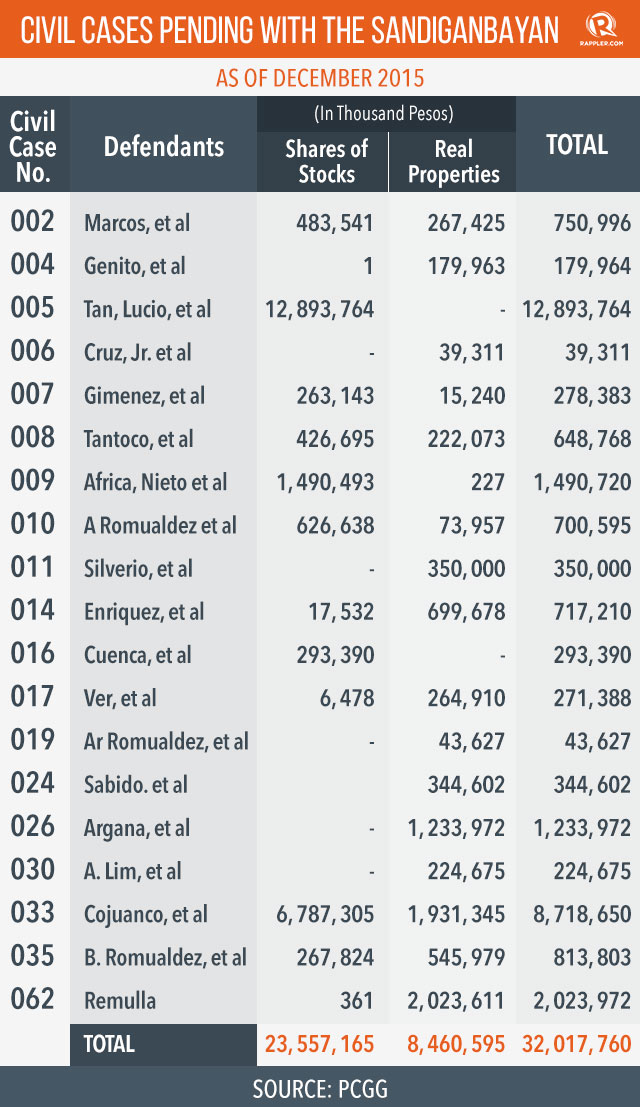 CIVIL CASES PENDING WITH THE SANDIGANBAYAN
RAPPLER.COM
AS OF DECEMBER 2015
Civil Case No. Defendants (In Thousand Pesos) Shares of Stocks Real Properties TOTAL
002 Marcos, et al 483,541 267,425 750,996
004 Genito, et al 1 179,963 179,964
005 Tan, Lucio, et al 12,893,764 - 12,893,764
006 Cruz, Jr. et al - 39,311 39,311
007 Gimenez, et al 263,143 15,240 278,383
008 Tantoco, et al 426,695 222,073 648,768
009 Africa, Nieto et al 1,490,493 227 1,490,720
010 A Romualdez et al 626,638 73,957 700,595
011 Silverio, et al - 350,000 350,000
014 Enriquez, et al 17,532 699,678 717,210
016 Cuenca, et al 293,390 - 293,390
017 Ver, et al 6,478 264,910 271,388
019 Ar Romualdez, et al - 43,627 43,627
024 Sabido. et al 344,602 344,602
026 Argana, et al - 1,233,972 1,233,972
030 A. Lim, et al - 224,675 224,675
033 Cojuanco, et al 6,787,305 1,931,345 8,718,650
035 B. Romualdez, et al 267,824 545,979 813,803
062 Remulla 361 2,023,611 2,023,972
TOTAL 23,557,165 8,460,595 32,017,760
SOURCE: PCGG